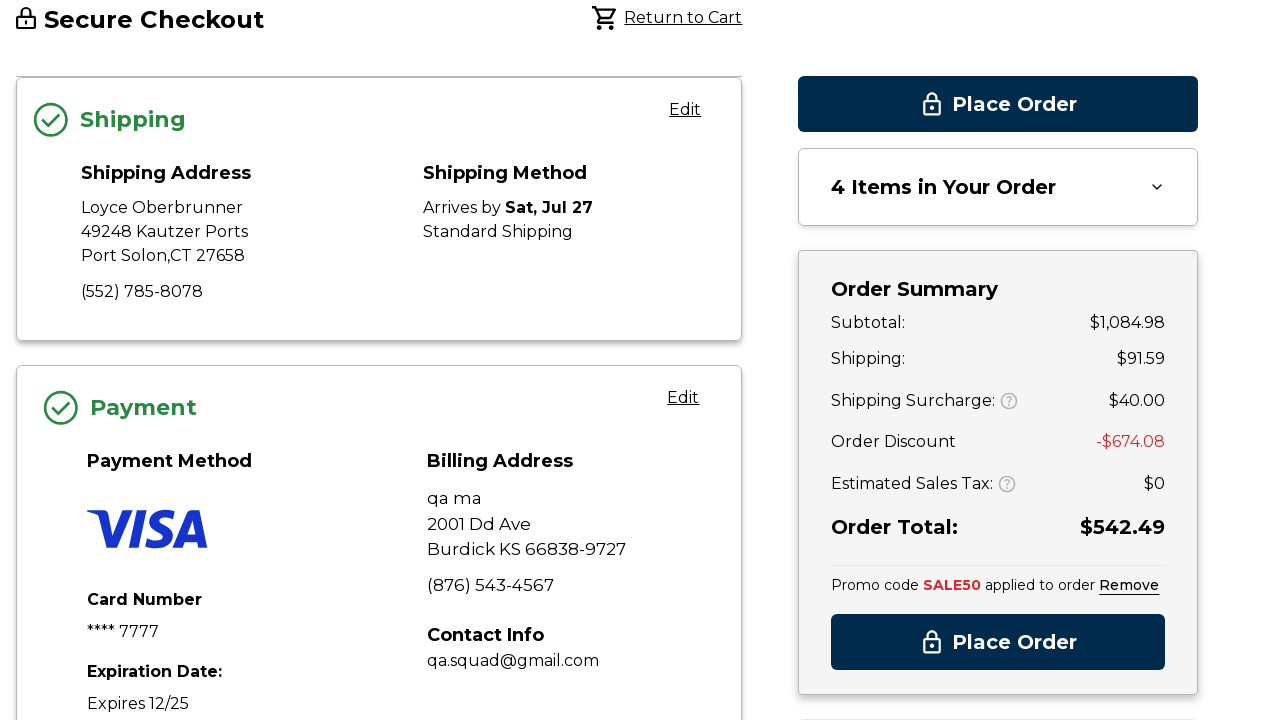 Secure Checkout
Return to Cart
Shipping
Edit
Shipping Address
Loyce Oberbrunner
49248 Kautzer Ports
Port Solon,CT 27658
(552) 785-8078
Shipping Method
Arrives by Sat, Jul 27
Standard Shipping
Payment
Edit
Payment Method
VISA
Card Number
**** 7777
Expiration Date:
Expires 12/25
Billing Address
qa ma
2001 Dd Ave
Burdick KS 66838-9727
(876) 543-4567
Contact Info
qa.squad@gmail.com
Place Order
4 Items in Your Order
Order Summary
Subtotal: $1,084.98
Shipping: $91.59
Shipping Surcharge: $40.00
Order Discount -$674.08
Estimated Sales Tax: $0
Order Total: $542.49
Promo code SALE50 applied to order Remove
Place Order